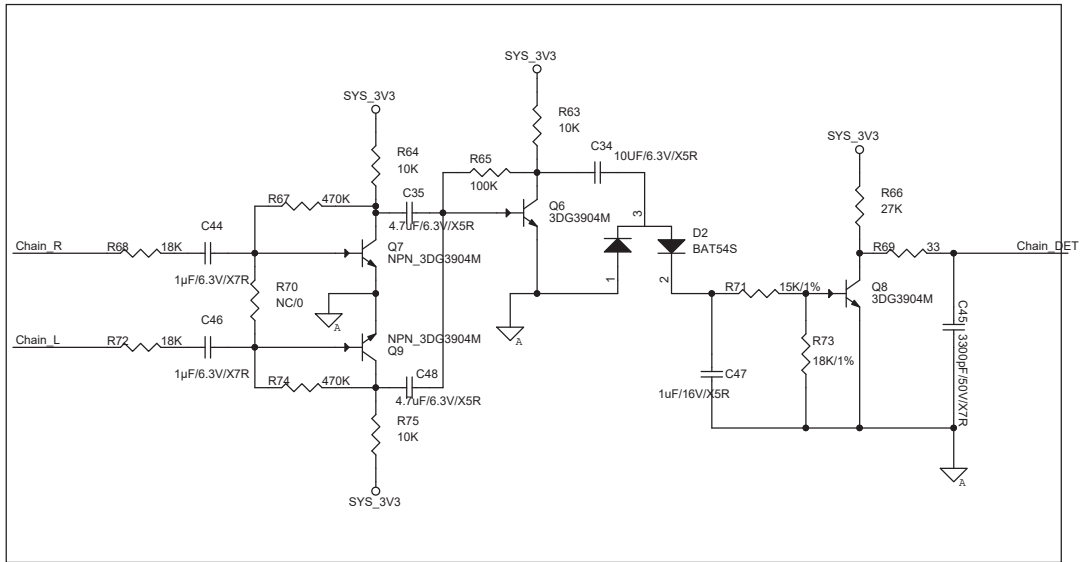 SYS_3V3
SYS_3V3
R63
10K
C34
10UF/6.3V/X5R
SYS_3V3
R64
10K
R65
100K
C35
4.7uF/6.3V/X5R
R67
470K
Q6
3DG3904M
3
D2
BAT54S
1
2
R66
27K
C44
Chain_R
R68
18K
1µF/6.3V/X7R
Q7
NPN_3DG3904M
R69
33
Chain_DET
R70
NC/0
A
R71
15K/1%
Q8
3DG3904M
C46
Chain_L
R72
18K
1µF/6.3V/X7R
NPN_3DG3904M
Q9
A
R73
18K/1%
C45
3300pF/50V/X7R
R74
470K
C48
4.7uF/6.3V/X5R
C47
1uF/16V/X5R
R75
10K
SYS_3V3
A